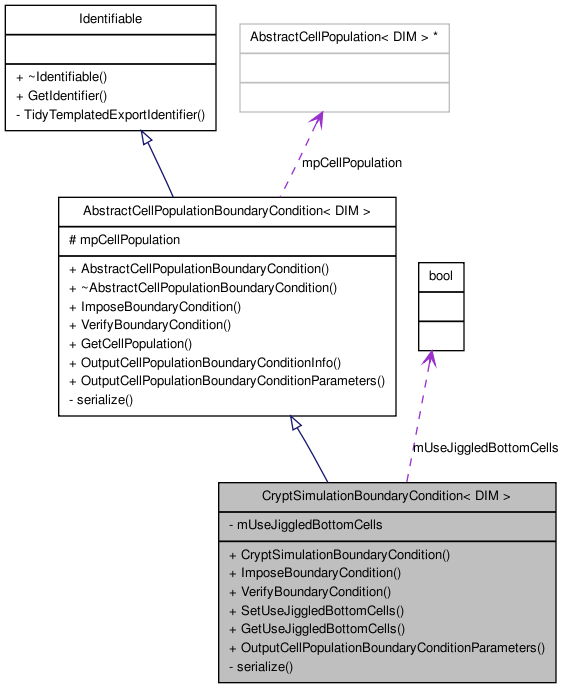 Identifiable
+ ~Identifiable()
+ GetIdentifier()
- TidyTemplatedExportIdentifier()
AbstractCellPopulation< DIM > *
mpCellPopulation
AbstractCellPopulationBoundaryCondition< DIM >
# mpCellPopulation
+ AbstractCellPopulationBoundaryCondition()
+ ~AbstractCellPopulationBoundaryCondition()
+ ImposeBoundaryCondition()
+ VerifyBoundaryCondition()
+ GetCellPopulation()
+ OutputCellPopulationBoundaryConditionInfo()
+ OutputCellPopulationBoundaryConditionParameters()
- serialize()
bool
mUseJiggledBottomCells
CryptSimulationBoundaryCondition< DIM >
- mUseJiggledBottomCells
+ CryptSimulationBoundaryCondition()
+ ImposeBoundaryCondition()
+ VerifyBoundaryCondition()
+ SetUseJiggledBottomCells()
+ GetUseJiggledBottomCells()
+ OutputCellPopulationBoundaryConditionParameters()
- serialize()